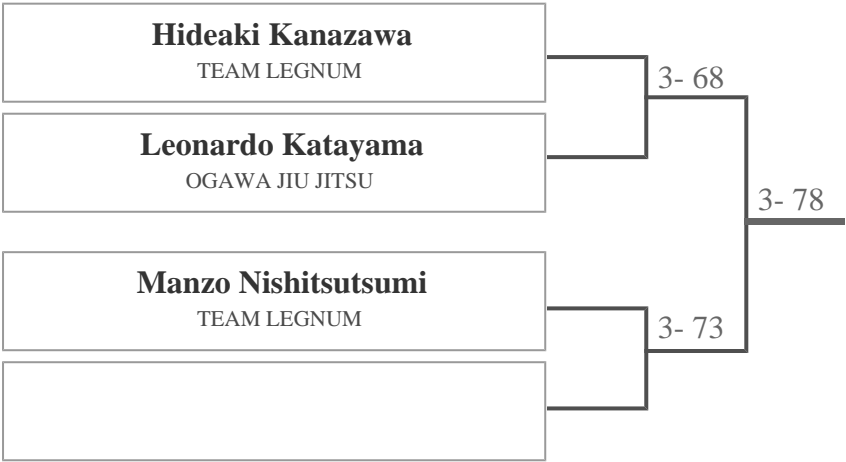 Hideaki Kanazawa
TEAM LEGNUM
3- 68
Leonardo Katayama
OGAWA JIU JITSU
3- 78
Manzo Nishitsutsumi
TEAM LEGNUM
3- 73